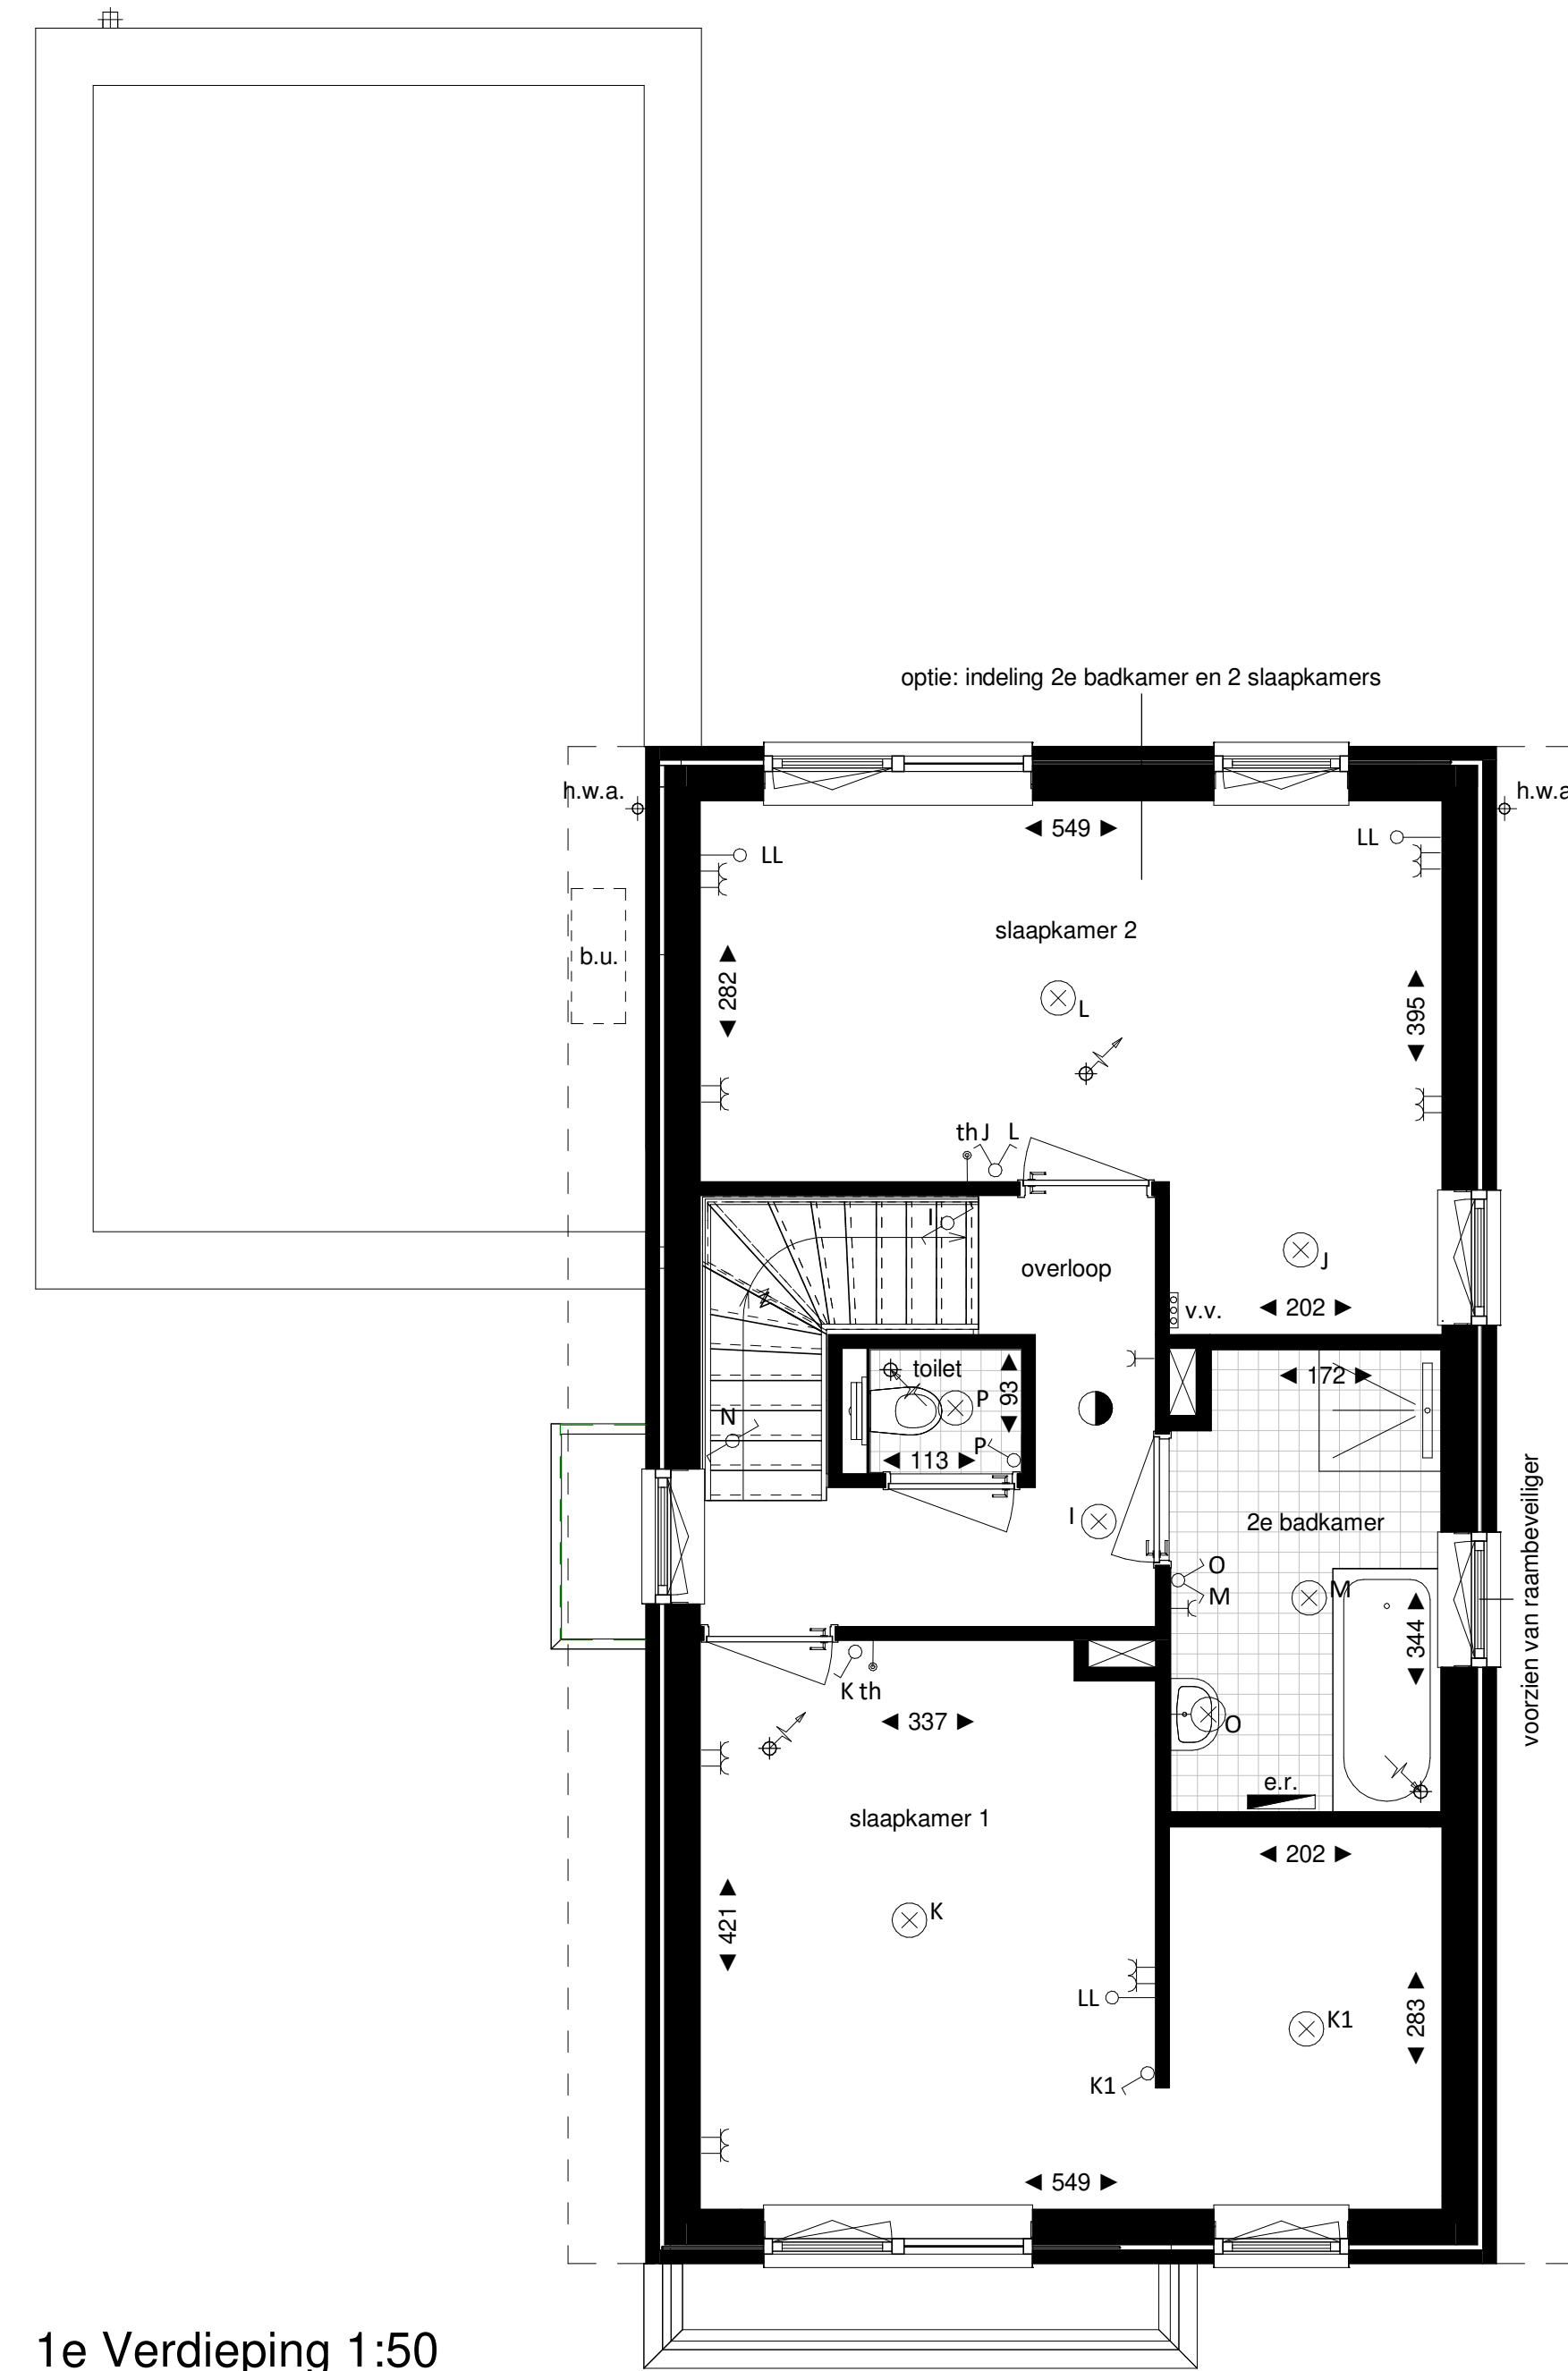 optie: indeling 2e badkamer en 2 slaapkamers
h.w.a.
h.w.a
549
LL
LL
slaapkamer 2
b.u.
282
395
L
th J L
I
overloop
J
v.v.
202
toilet
93
172
P
N
P
113
I
2e badkamer
voorzien van raambeveiliger
O
M
M
344
K th
337
O
e.r.
slaapkamer 1
202
K
421
LL
283
K1
K1
549
1e Verdieping 1:50